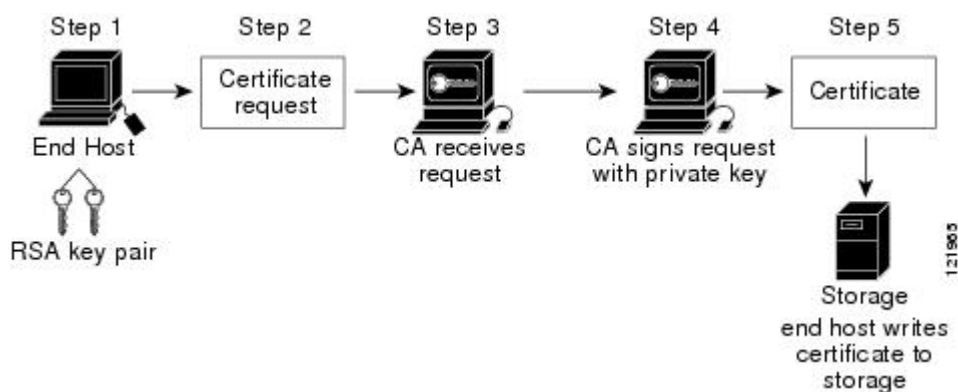 Step 1
Step 2
Step 3
Step 4
Step 5
Certificate
request
Certificate
End Host
CA receives
request
CA signs request
with private key
RSA key pair
Storage
end host writes
certificate to
storage
121965